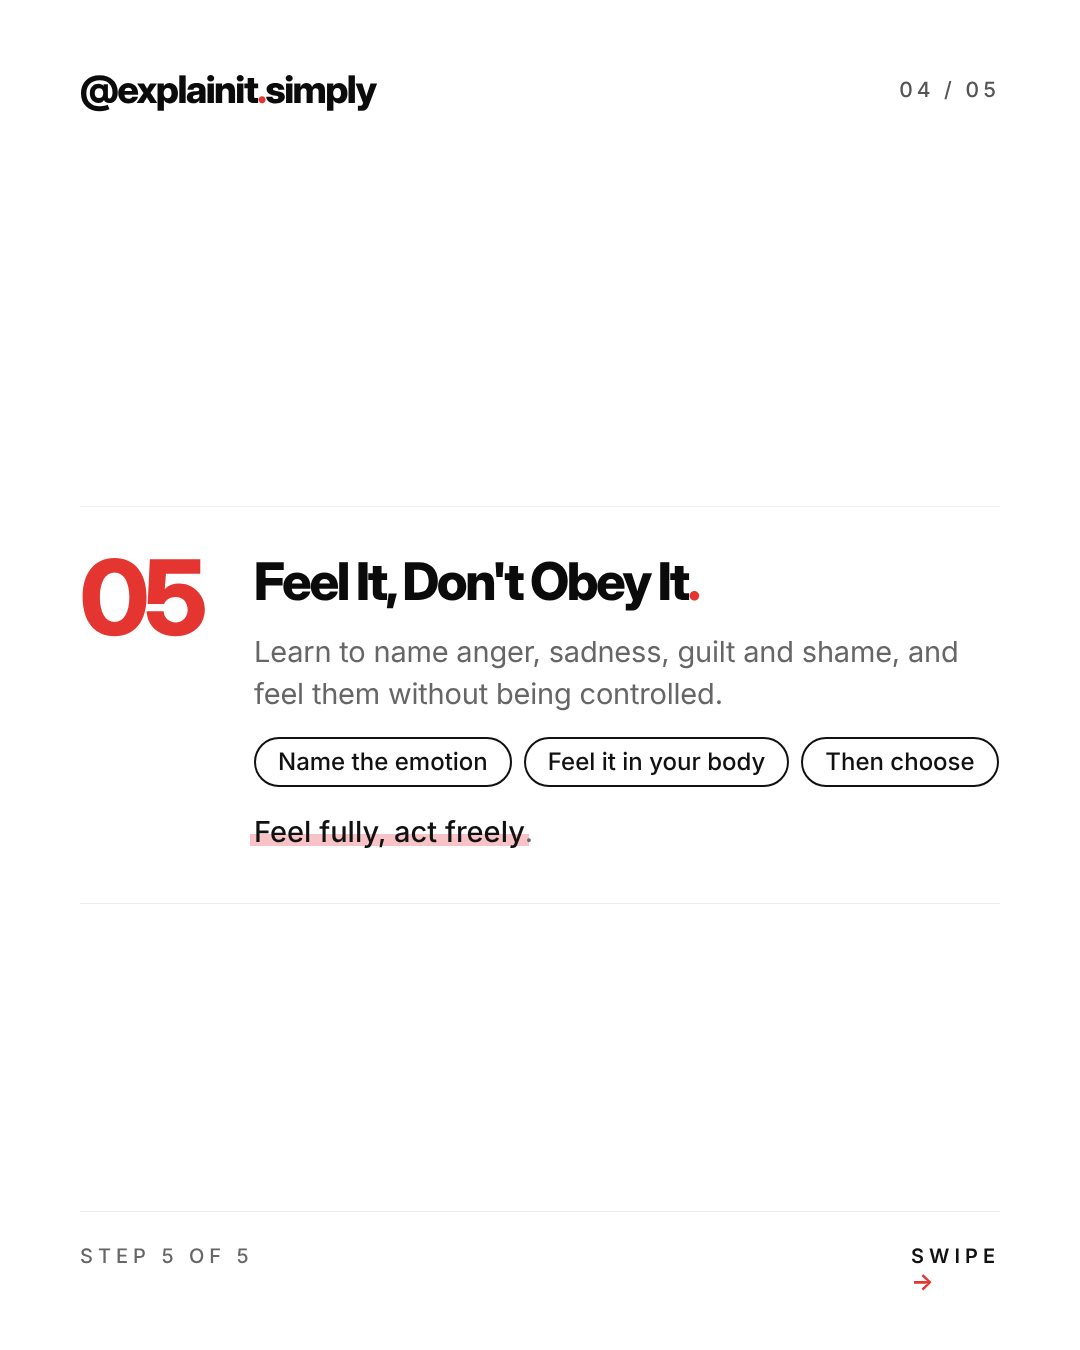 @explainit.simply
04 / 05
05
Feel It, Don't Obey It.
Learn to name anger, sadness, guilt and shame, and
feel them without being controlled.
Name the emotion
Feel it in your body
Then choose
Feel fully, act freely.
STEP 5 OF 5
SWIPE
→